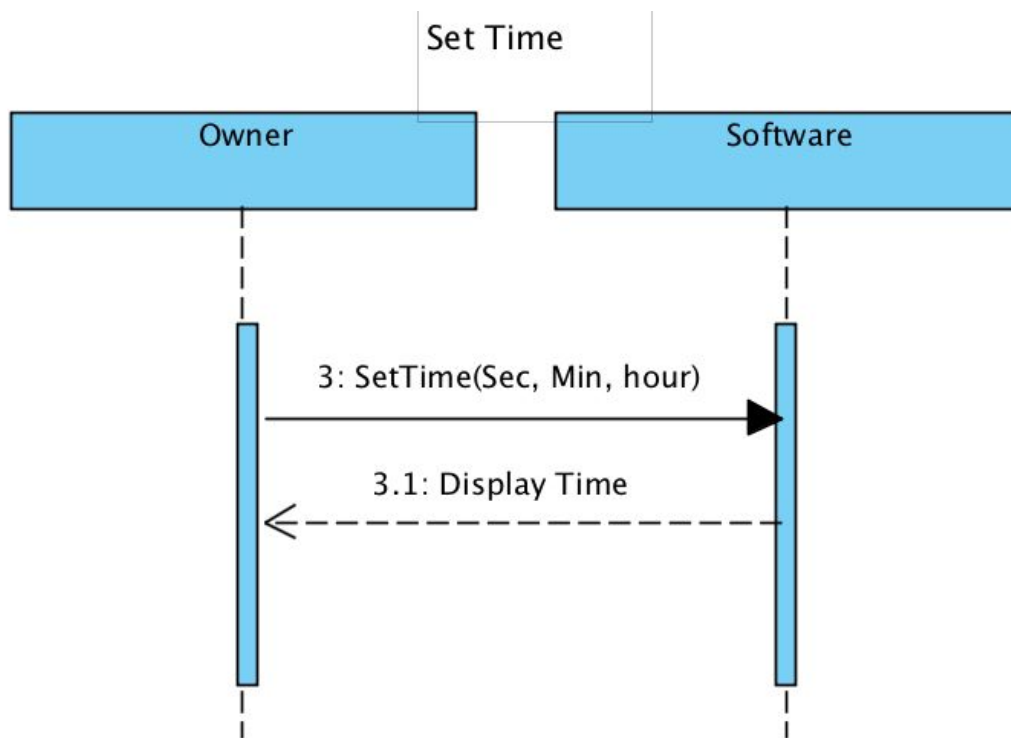 Set Time
Owner
Software
3: SetTime(Sec, Min, hour)
3.1: Display Time